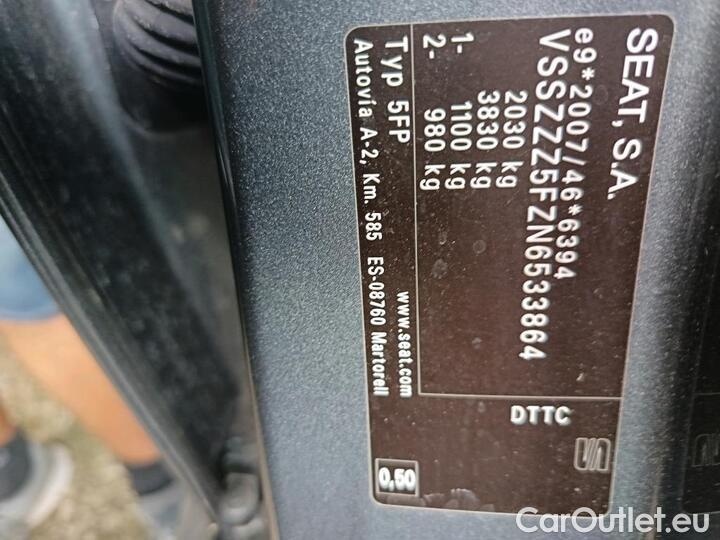 SEAT, S.A.
e9*2007/46*6394
VSSZZZ5FZN6533864
2030 kg
3830 kg
1- 1100 kg
2- 980 kg
DTTC
Typ 5FP www.seat.com
Autovía A-2, Km. 585 ES-08760 Martorell
0,50
CarOutlet.eu